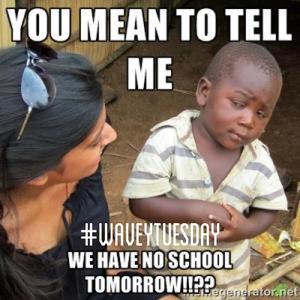 YOU MEAN TO TELL
ME
#WAVEYTUESDAY
WE HAVE NO SCHOOL
TOMORROW!!??
memegenerator.net